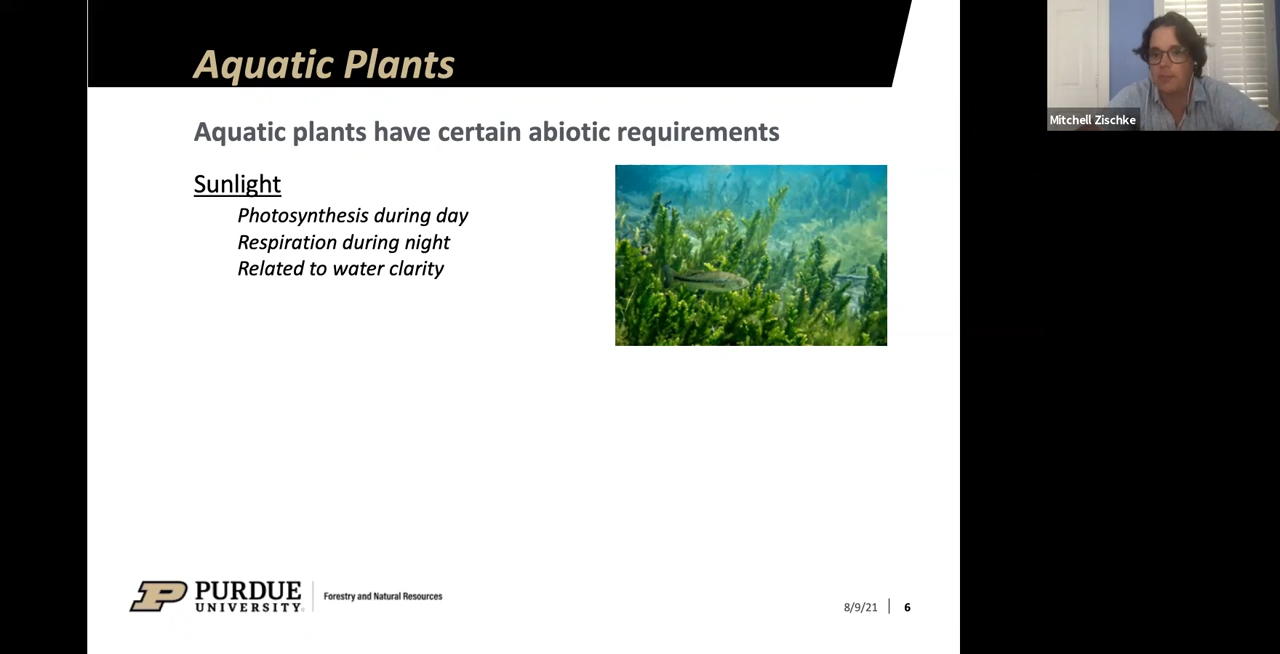 Aquatic Plants
Aquatic plants have certain abiotic requirements
Sunlight
Photosynthesis during day
Respiration during night
Related to water clarity
PURDUE
UNIVERSITY
Forestry and Natural Resources
8/9/21
6
Mitchell Zischke